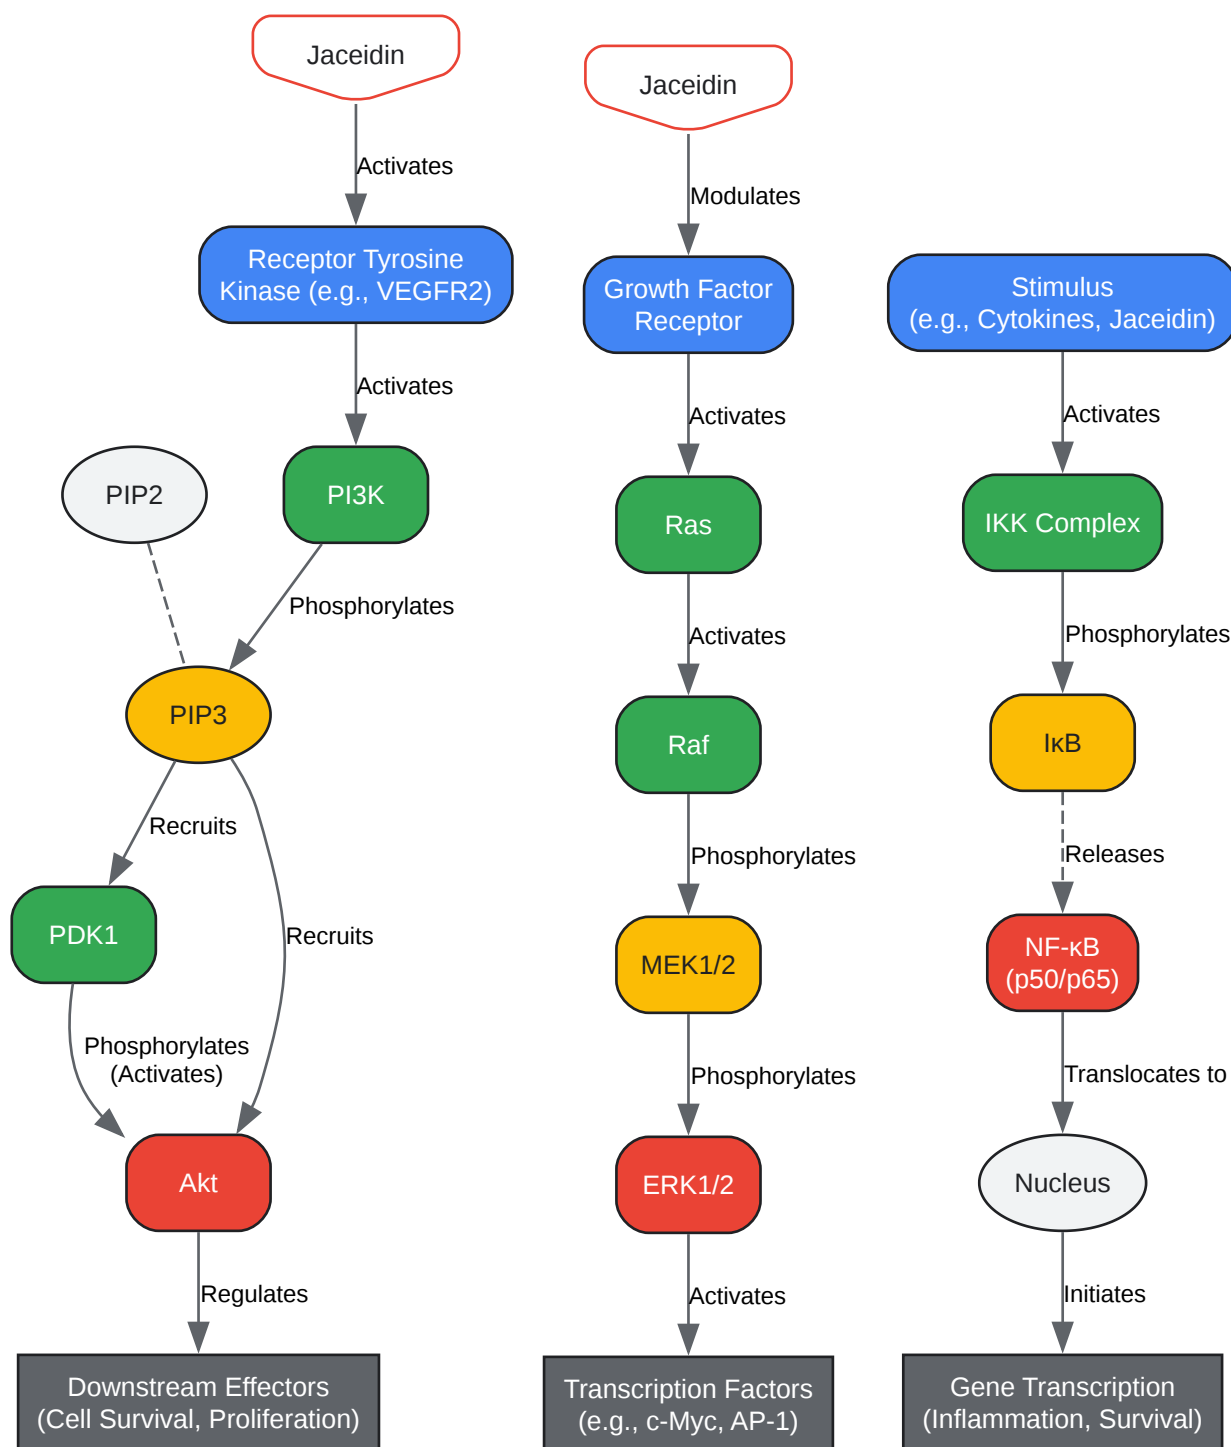 Jaceidin
Activates
Receptor Tyrosine
Kinase (e.g., VEGFR2)
Activates
PIP2
PI3K
Phosphorylates
PIP3
Recruits
PDK1
Recruits
Phosphorylates
(Activates)
Akt
Regulates
Downstream Effectors
(Cell Survival, Proliferation)
Jaceidin
Modulates
Growth Factor
Receptor
Activates
Ras
Activates
Raf
Phosphorylates
MEK1/2
Phosphorylates
ERK1/2
Activates
Transcription Factors
(e.g., c-Myc, AP-1)
Stimulus
(e.g., Cytokines, Jaceidin)
Activates
IKK Complex
Phosphorylates
IκB
Releases
NF-κB
(p50/p65)
Translocates to
Nucleus
Initiates
Gene Transcription
(Inflammation, Survival)